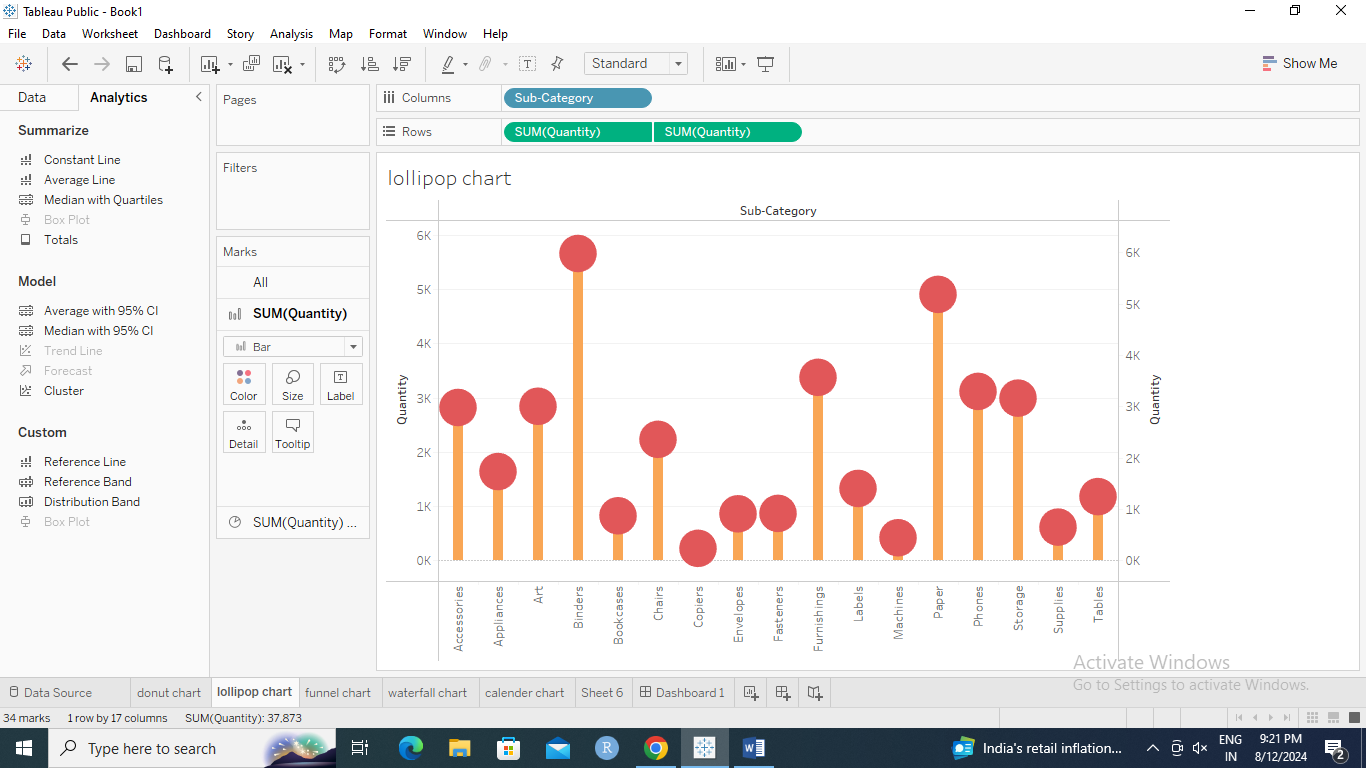 Tableau Public - Book1
File Data Worksheet Dashboard Story Analysis Map Format Window Help
Standard
Show Me
Data Analytics
Summarize
Constant Line
Average Line
Median with Quartiles
Box Plot
Totals
Model
Average with 95% CI
Median with 95% CI
Trend Line
Forecast
Cluster
Custom
Reference Line
Reference Band
Distribution Band
Box Plot
Pages
Filters
Marks
All
SUM(Quantity)
Bar
Color Size Label
Detail Tooltip
SUM(Quantity) ...
Columns Sub-Category
Rows SUM(Quantity) SUM(Quantity)
lollipop chart
Sub-Category
6K
5K
4K
3K
2K
1K
0K
Quantity
6K
5K
4K
3K
2K
1K
0K
Quantity
Accessories
Appliances
Art
Binders
Bookcases
Chairs
Copiers
Envelopes
Fasteners
Furnishings
Labels
Machines
Paper
Phones
Storage
Supplies
Tables
Activate Windows
Go to Settings to activate Windows.
Data Source donut chart lollipop chart funnel chart waterfall chart calender chart Sheet 6 Dashboard 1
34 marks 1 row by 17 columns SUM(Quantity): 37,873
Type here to search
R
W
India's retail inflation...
ENG
IN
9:21 PM
8/12/2024
2